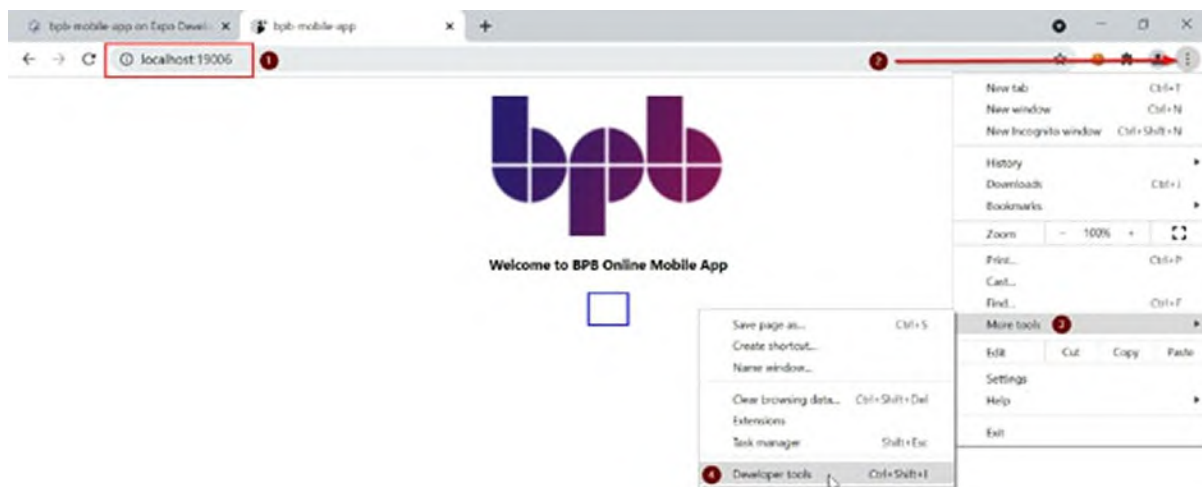 bpb-mobile-app on Expo Devel
bpb-mobile-app
localhost:19006
1
2
bpb
Welcome to BPB Online Mobile App
New tab Ctrl+T
New window Ctrl+N
New Incognito window Ctrl+Shift+N
History
Downloads Ctrl+J
Bookmarks
Zoom - 100% +
Print... Ctrl+P
Cast...
Find... Ctrl+F
More tools 3
Edit Cut Copy Paste
Settings
Help
Exit
Save page as... Ctrl+S
Create shortcut...
Name window...
Clear browsing data... Ctrl+Shift+Del
Extensions
Task manager Shift+Esc
4 Developer tools Ctrl+Shift+I